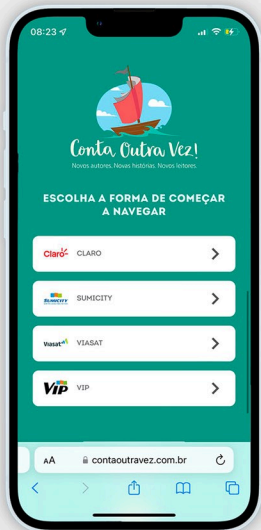 08:23
Conta Outra Vez!
Novos autores. Novas histórias. Novos leitores.
ESCOLHA A FORMA DE COMEÇAR
A NAVEGAR
Claro CLARO
SUMICITY SUMICITY
Viasat VIASAT
ViP VIP
AA contaoutravez.com.br